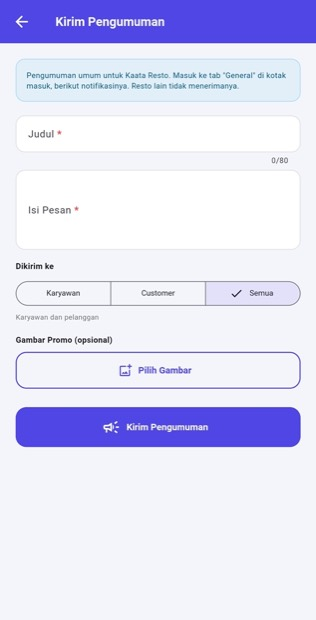 Kirim Pengumuman
Pengumuman umum untuk Kaata Resto. Masuk ke tab "General" di kotak
masuk, berikut notifikasinya. Resto lain tidak menerimanya.
Judul *
0/80
Isi Pesan *
Dikirim ke
Karyawan
Customer
Semua
Karyawan dan pelanggan
Gambar Promo (opsional)
Pilih Gambar
Kirim Pengumuman